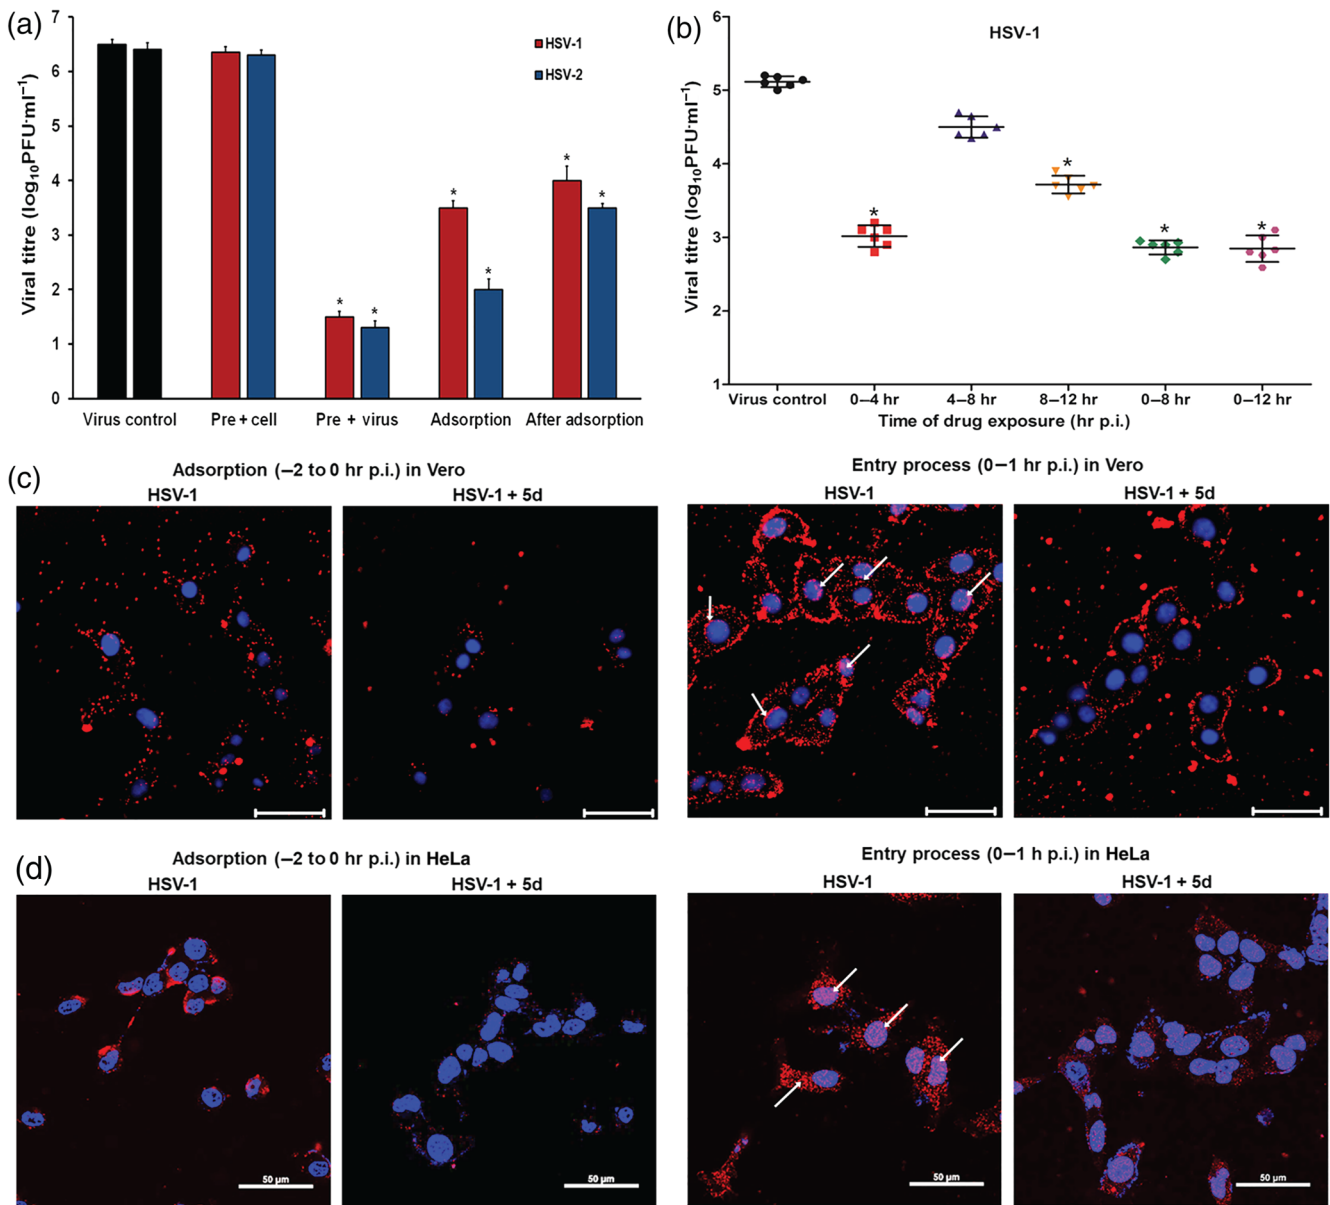 (a)
7
6
5
4
3
2
1
0
Viral titre (log10PFU·ml−1)
HSV-1
HSV-2
*
*
*
*
*
*
Virus control
Pre + cell
Pre + virus
Adsorption
After adsorption
(b)
HSV-1
6
5
4
3
2
1
Viral titre (log10PFU·ml−1)
*
*
*
*
Virus control
0–4 hr
4–8 hr
8–12 hr
0–8 hr
0–12 hr
Time of drug exposure (hr p.i.)
(c)
Adsorption (–2 to 0 hr p.i.) in Vero
HSV-1
HSV-1 + 5d
Entry process (0–1 hr p.i.) in Vero
HSV-1
HSV-1 + 5d
(d)
Adsorption (–2 to 0 hr p.i.) in HeLa
HSV-1
HSV-1 + 5d
Entry process (0–1 h p.i.) in HeLa
HSV-1
HSV-1 + 5d
50 µm
50 µm
50 µm
50 µm